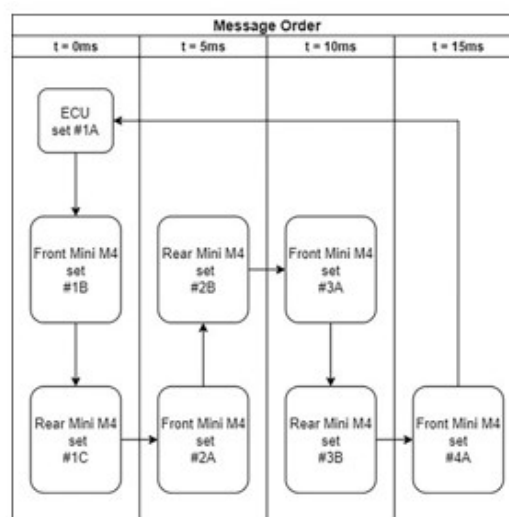 Message Order
t = 0ms
t = 5ms
t = 10ms
t = 15ms
ECU
set #1A
Front Mini M4
set
#1B
Rear Mini M4
set
#2B
Front Mini M4
set
#3A
Rear Mini M4
set
#1C
Front Mini M4
set
#2A
Rear Mini M4
set
#3B
Front Mini M4
set
#4A